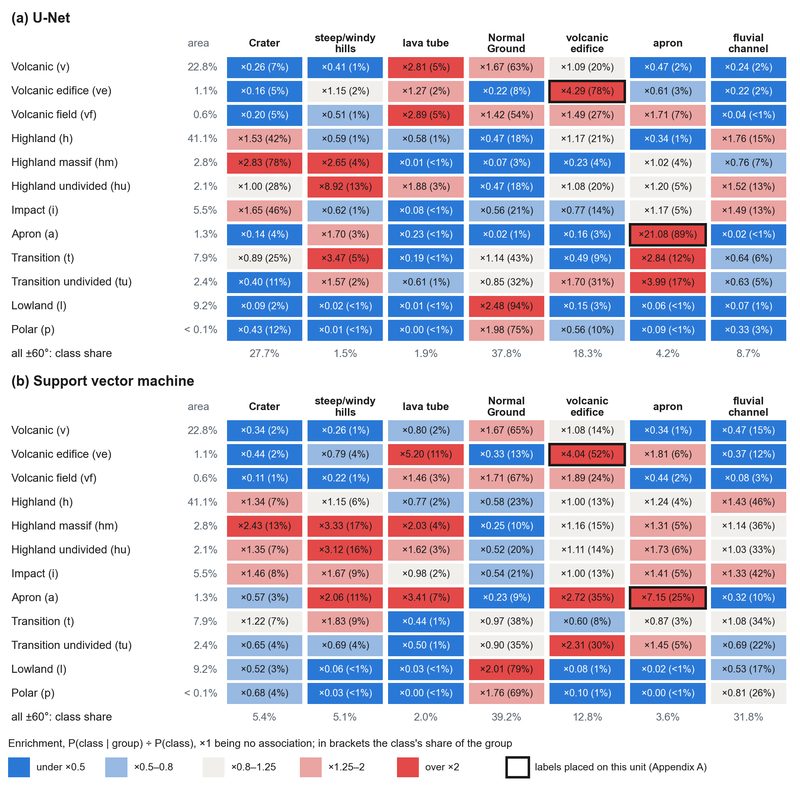 (a) U-Net
area Crater steep/windy hills lava tube Normal Ground volcanic edifice apron fluvial channel
Volcanic (v) 22.8% ×0.26 (7%) ×0.41 (1%) ×2.81 (5%) ×1.67 (63%) ×1.09 (20%) ×0.47 (2%) ×0.24 (2%)
Volcanic edifice (ve) 1.1% ×0.16 (5%) ×1.15 (2%) ×1.27 (2%) ×0.22 (8%) ×4.29 (78%) ×0.61 (3%) ×0.22 (2%)
Volcanic field (vf) 0.6% ×0.20 (5%) ×0.51 (1%) ×2.89 (5%) ×1.42 (54%) ×1.49 (27%) ×1.71 (7%) ×0.04 (<1%)
Highland (h) 41.1% ×1.53 (42%) ×0.59 (1%) ×0.58 (1%) ×0.47 (18%) ×1.17 (21%) ×0.34 (1%) ×1.76 (15%)
Highland massif (hm) 2.8% ×2.83 (78%) ×2.65 (4%) ×0.01 (<1%) ×0.07 (3%) ×0.23 (4%) ×1.02 (4%) ×0.76 (7%)
Highland undivided (hu) 2.1% ×1.00 (28%) ×8.92 (13%) ×1.88 (3%) ×0.47 (18%) ×1.08 (20%) ×1.20 (5%) ×1.52 (13%)
Impact (i) 5.5% ×1.65 (46%) ×0.62 (1%) ×0.08 (<1%) ×0.56 (21%) ×0.77 (14%) ×1.17 (5%) ×1.49 (13%)
Apron (a) 1.3% ×0.14 (4%) ×1.70 (3%) ×0.23 (<1%) ×0.02 (1%) ×0.16 (3%) ×21.08 (89%) ×0.02 (<1%)
Transition (t) 7.9% ×0.89 (25%) ×3.47 (5%) ×0.19 (<1%) ×1.14 (43%) ×0.49 (9%) ×2.84 (12%) ×0.64 (6%)
Transition undivided (tu) 2.4% ×0.40 (11%) ×1.57 (2%) ×0.61 (1%) ×0.85 (32%) ×1.70 (31%) ×3.99 (17%) ×0.63 (5%)
Lowland (l) 9.2% ×0.09 (2%) ×0.02 (<1%) ×0.01 (<1%) ×2.48 (94%) ×0.15 (3%) ×0.06 (<1%) ×0.07 (1%)
Polar (p) < 0.1% ×0.43 (12%) ×0.01 (<1%) ×0.00 (<1%) ×1.98 (75%) ×0.56 (10%) ×0.09 (<1%) ×0.33 (3%)
all ±60°: class share 27.7% 1.5% 1.9% 37.8% 18.3% 4.2% 8.7%
(b) Support vector machine
area Crater steep/windy hills lava tube Normal Ground volcanic edifice apron fluvial channel
Volcanic (v) 22.8% ×0.34 (2%) ×0.26 (1%) ×0.80 (2%) ×1.67 (65%) ×1.08 (14%) ×0.34 (1%) ×0.47 (15%)
Volcanic edifice (ve) 1.1% ×0.44 (2%) ×0.79 (4%) ×5.20 (11%) ×0.33 (13%) ×4.04 (52%) ×1.81 (6%) ×0.37 (12%)
Volcanic field (vf) 0.6% ×0.11 (1%) ×0.22 (1%) ×1.46 (3%) ×1.71 (67%) ×1.89 (24%) ×0.44 (2%) ×0.08 (3%)
Highland (h) 41.1% ×1.34 (7%) ×1.15 (6%) ×0.77 (2%) ×0.58 (23%) ×1.00 (13%) ×1.24 (4%) ×1.43 (46%)
Highland massif (hm) 2.8% ×2.43 (13%) ×3.33 (17%) ×2.03 (4%) ×0.25 (10%) ×1.16 (15%) ×1.31 (5%) ×1.14 (36%)
Highland undivided (hu) 2.1% ×1.35 (7%) ×3.12 (16%) ×1.62 (3%) ×0.52 (20%) ×1.11 (14%) ×1.73 (6%) ×1.03 (33%)
Impact (i) 5.5% ×1.46 (8%) ×1.67 (9%) ×0.98 (2%) ×0.54 (21%) ×1.00 (13%) ×1.41 (5%) ×1.33 (42%)
Apron (a) 1.3% ×0.57 (3%) ×2.06 (11%) ×3.41 (7%) ×0.23 (9%) ×2.72 (35%) ×7.15 (25%) ×0.32 (10%)
Transition (t) 7.9% ×1.22 (7%) ×1.83 (9%) ×0.44 (1%) ×0.97 (38%) ×0.60 (8%) ×0.87 (3%) ×1.08 (34%)
Transition undivided (tu) 2.4% ×0.65 (4%) ×0.69 (4%) ×0.50 (1%) ×0.90 (35%) ×2.31 (30%) ×1.45 (5%) ×0.69 (22%)
Lowland (l) 9.2% ×0.52 (3%) ×0.06 (<1%) ×0.03 (<1%) ×2.01 (79%) ×0.08 (1%) ×0.02 (<1%) ×0.53 (17%)
Polar (p) < 0.1% ×0.68 (4%) ×0.03 (<1%) ×0.00 (<1%) ×1.76 (69%) ×0.10 (1%) ×0.00 (<1%) ×0.81 (26%)
all ±60°: class share 5.4% 5.1% 2.0% 39.2% 12.8% 3.6% 31.8%
Enrichment, P(class | group) ÷ P(class), ×1 being no association; in brackets the class's share of the group
under ×0.5 ×0.5–0.8 ×0.8–1.25 ×1.25–2 over ×2 labels placed on this unit (Appendix A)